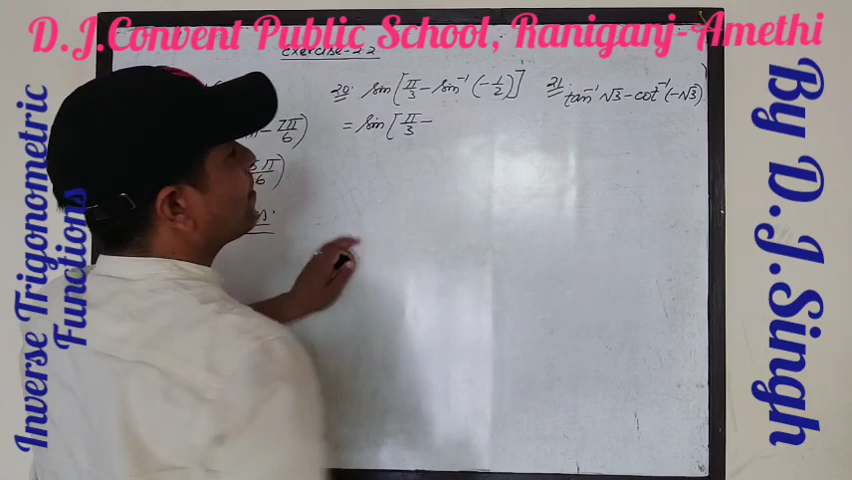 D.J.Convent Public School, Raniganj-Amethi
Inverse Trigonometric
Functions
By D.J.Singh
Exercise-2.2
- 7π/6)
5π/6)
20. sin[π/3 - sin⁻¹(-1/2)]
= sin[π/3 -
21. tan⁻¹ √3 - cot⁻¹(-√3)